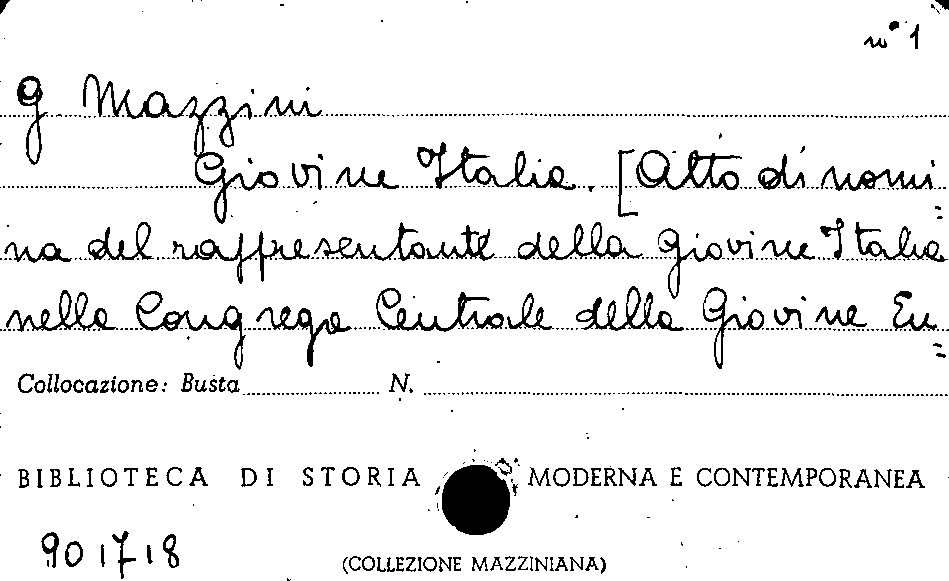 n° 1
G Mazzini
Giovine Italia. [Atto di nomi=
na del rappresentante della Giovine Italia
nella Congrega Centrale della Giovine Eu=
Collocazione: Busta .......... N. ..........
BIBLIOTECA DI STORIA MODERNA E CONTEMPORANEA
901718
(COLLEZIONE MAZZINIANA)